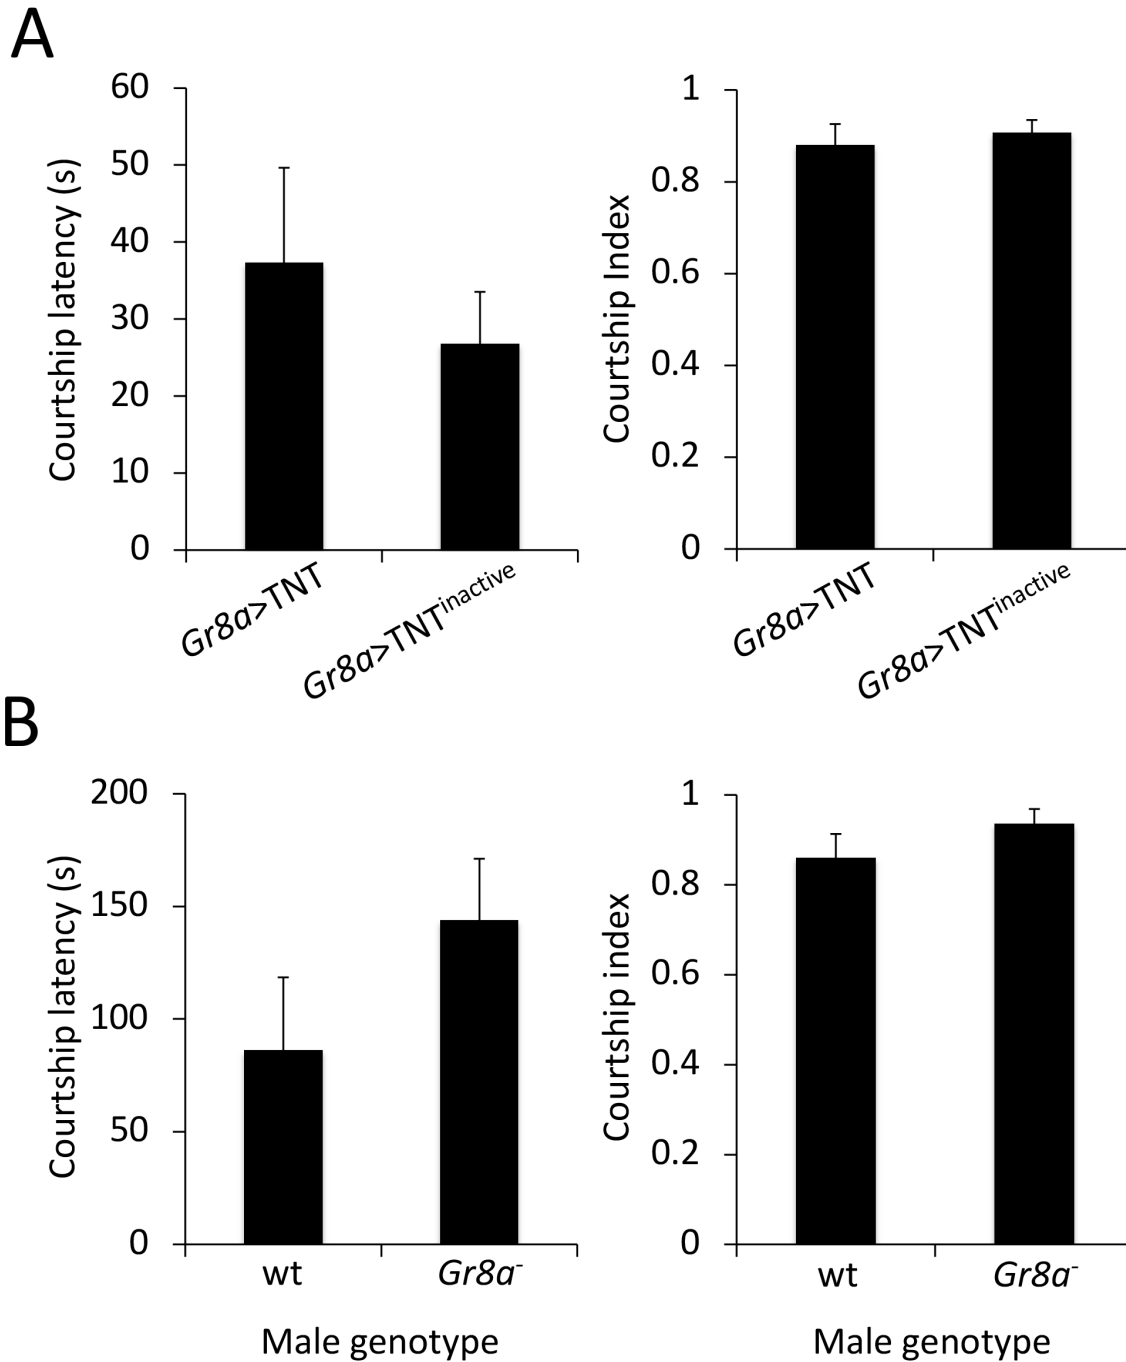 A
60
50
40
30
20
10
0
Courtship latency (s)
Gr8a>TNT
Gr8a>TNTinactive
1
0.8
0.6
0.4
0.2
0
Courtship Index
Gr8a>TNT
Gr8a>TNTinactive
B
200
150
100
50
0
Courtship latency (s)
wt
Gr8a-
Male genotype
1
0.8
0.6
0.4
0.2
0
Courtship index
wt
Gr8a-
Male genotype